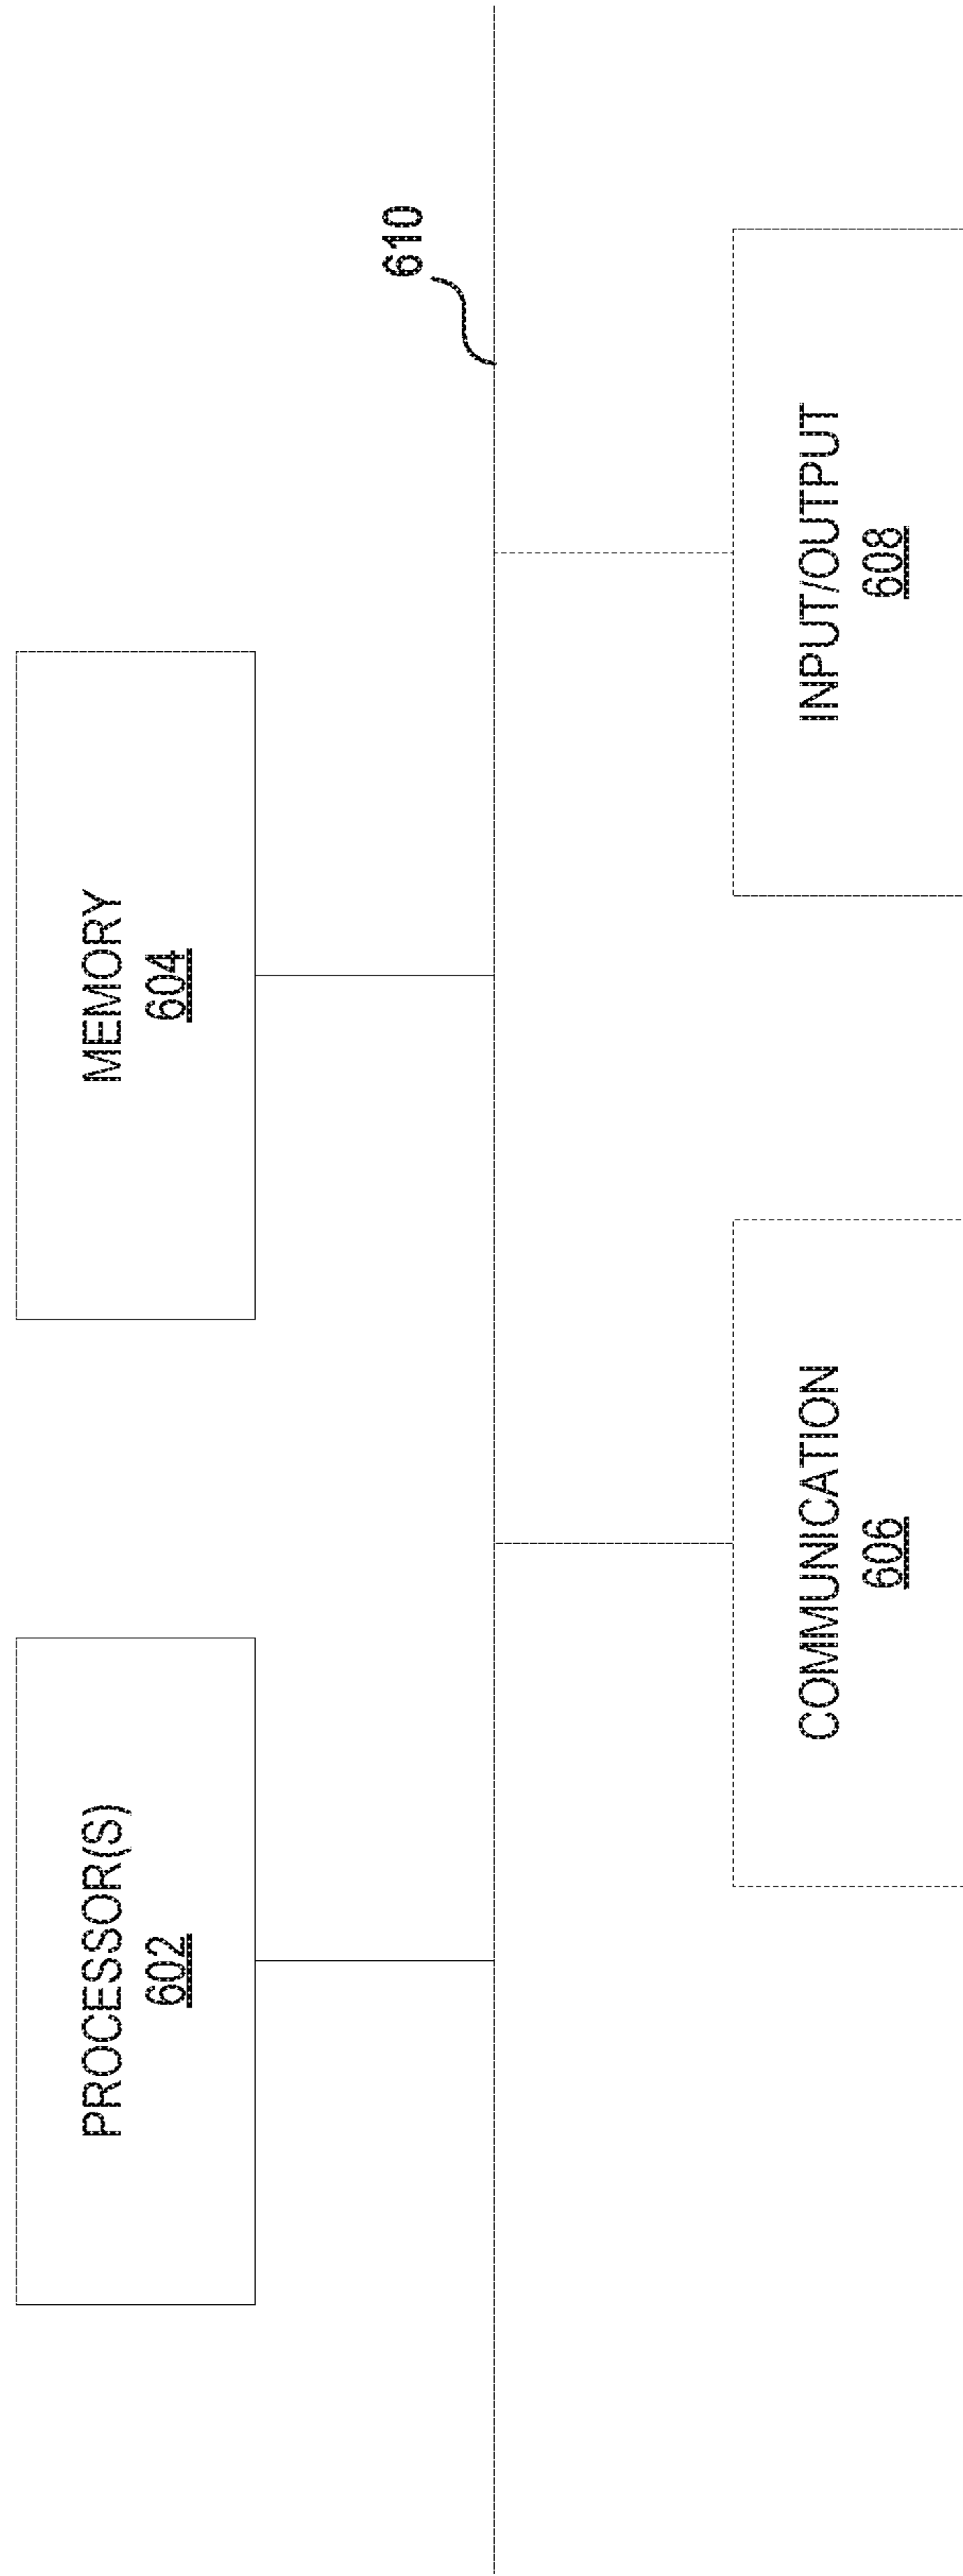 PROCESSOR(S)
602
MEMORY
604
610
COMMUNICATION
606
INPUT/OUTPUT
608